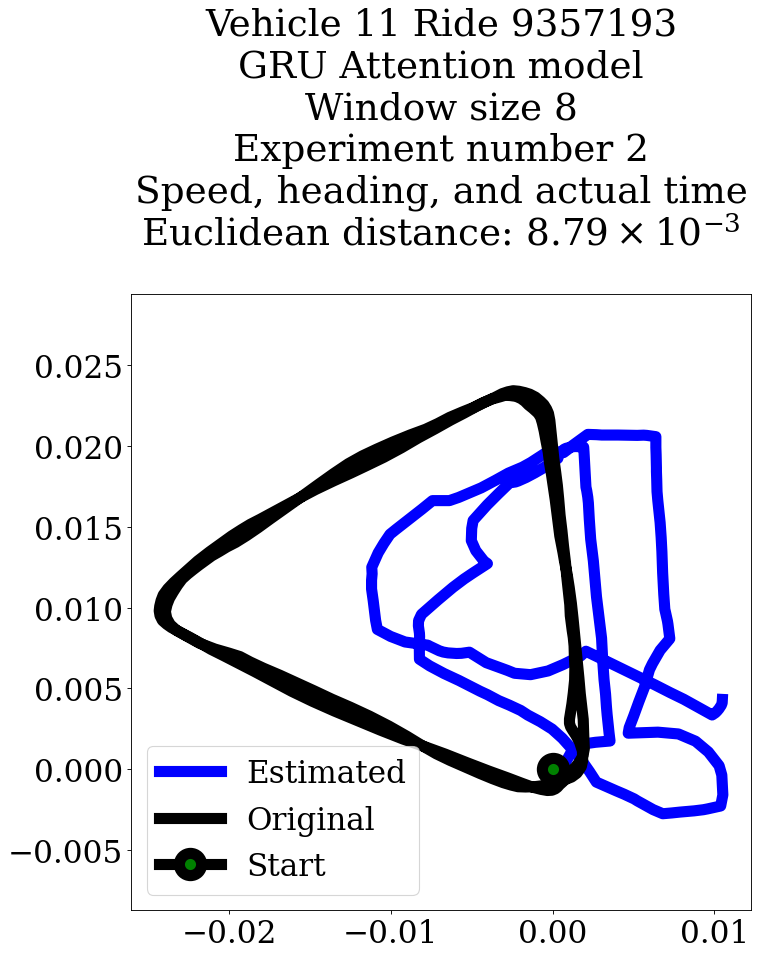 Vehicle 11 Ride 9357193
GRU Attention model
Window size 8
Experiment number 2
Speed, heading, and actual time
Euclidean distance: 8.79 × 10⁻³
0.025
0.020
0.015
0.010
0.005
0.000
−0.005
Estimated
Original
Start
−0.02
−0.01
0.00
0.01